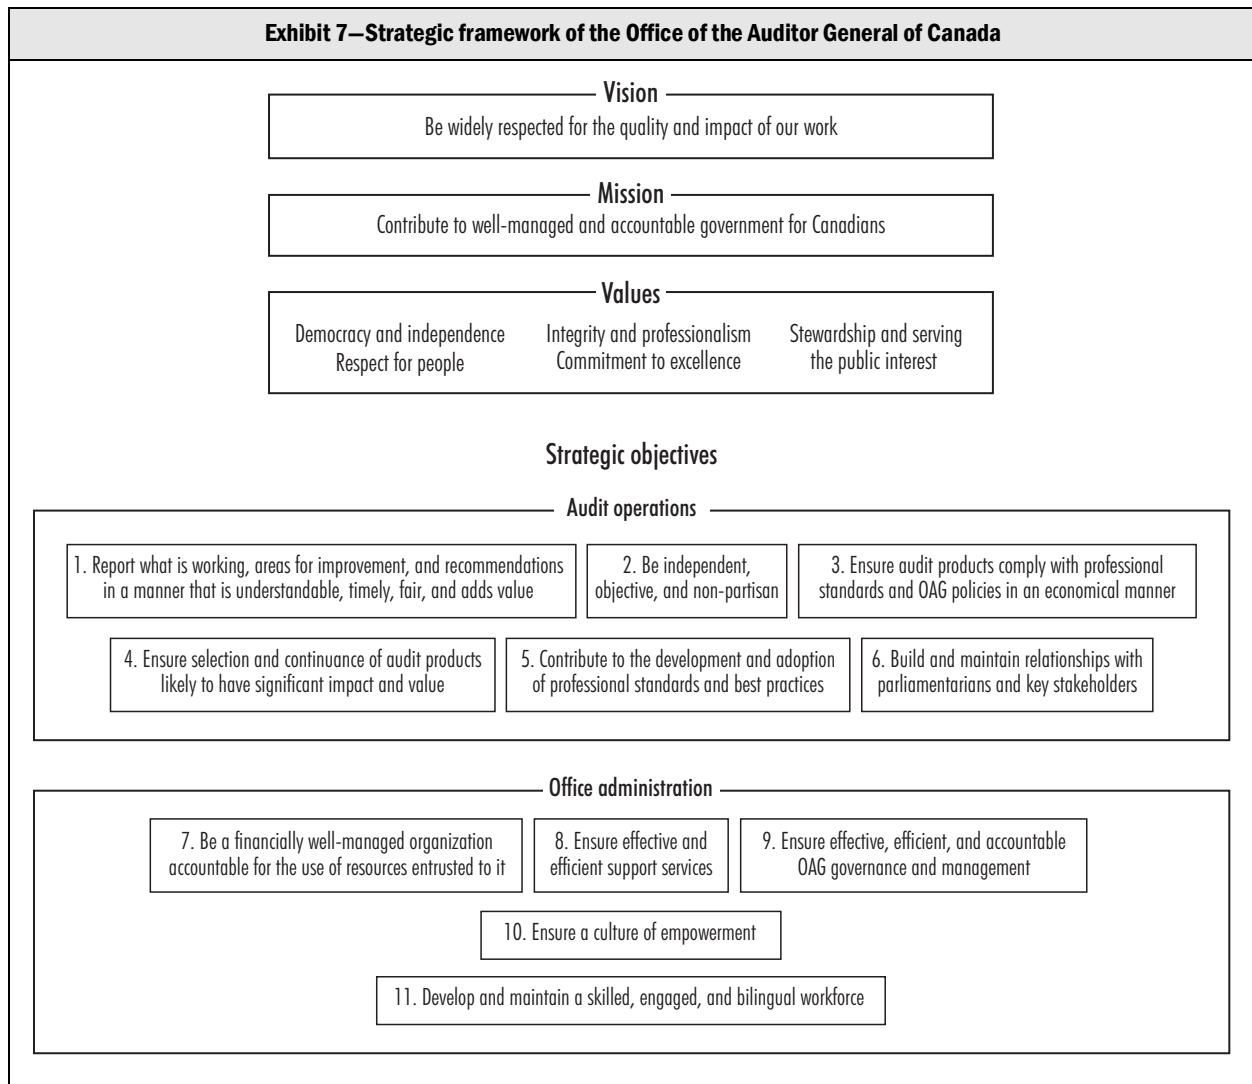 Exhibit 7—Strategic framework of the Office of the Auditor General of Canada
Vision
Be widely respected for the quality and impact of our work
Mission
Contribute to well-managed and accountable government for Canadians
Values
Democracy and independence
Respect for people
Integrity and professionalism
Commitment to excellence
Stewardship and serving
the public interest
Strategic objectives
Audit operations
1. Report what is working, areas for improvement, and recommendations
in a manner that is understandable, timely, fair, and adds value
2. Be independent,
objective, and non-partisan
3. Ensure audit products comply with professional
standards and OAG policies in an economical manner
4. Ensure selection and continuance of audit products
likely to have significant impact and value
5. Contribute to the development and adoption
of professional standards and best practices
6. Build and maintain relationships with
parliamentarians and key stakeholders
Office administration
7. Be a financially well-managed organization
accountable for the use of resources entrusted to it
8. Ensure effective and
efficient support services
9. Ensure effective, efficient, and accountable
OAG governance and management
10. Ensure a culture of empowerment
11. Develop and maintain a skilled, engaged, and bilingual workforce